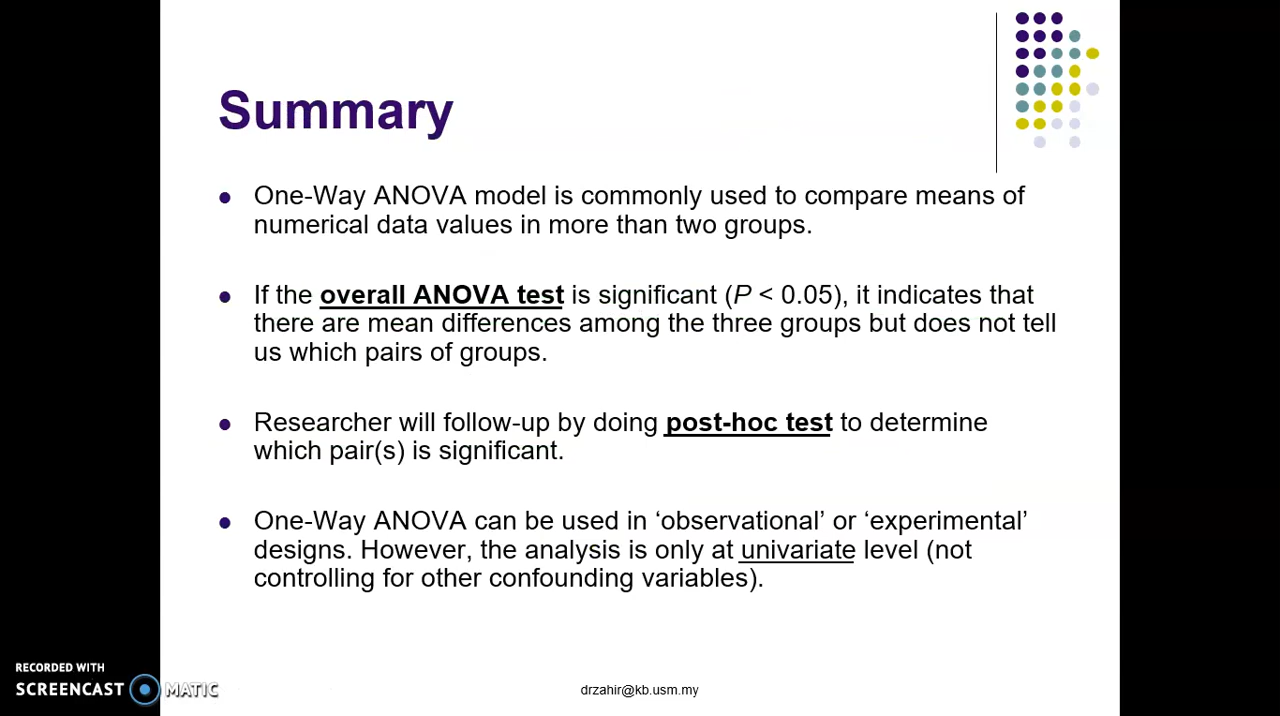 Summary
One-Way ANOVA model is commonly used to compare means of
numerical data values in more than two groups.
If the overall ANOVA test is significant (P < 0.05), it indicates that
there are mean differences among the three groups but does not tell
us which pairs of groups.
Researcher will follow-up by doing post-hoc test to determine
which pair(s) is significant.
One-Way ANOVA can be used in ‘observational’ or ‘experimental’
designs. However, the analysis is only at univariate level (not
controlling for other confounding variables).
RECORDED WITH
SCREENCAST MATIC
drzahir@kb.usm.my